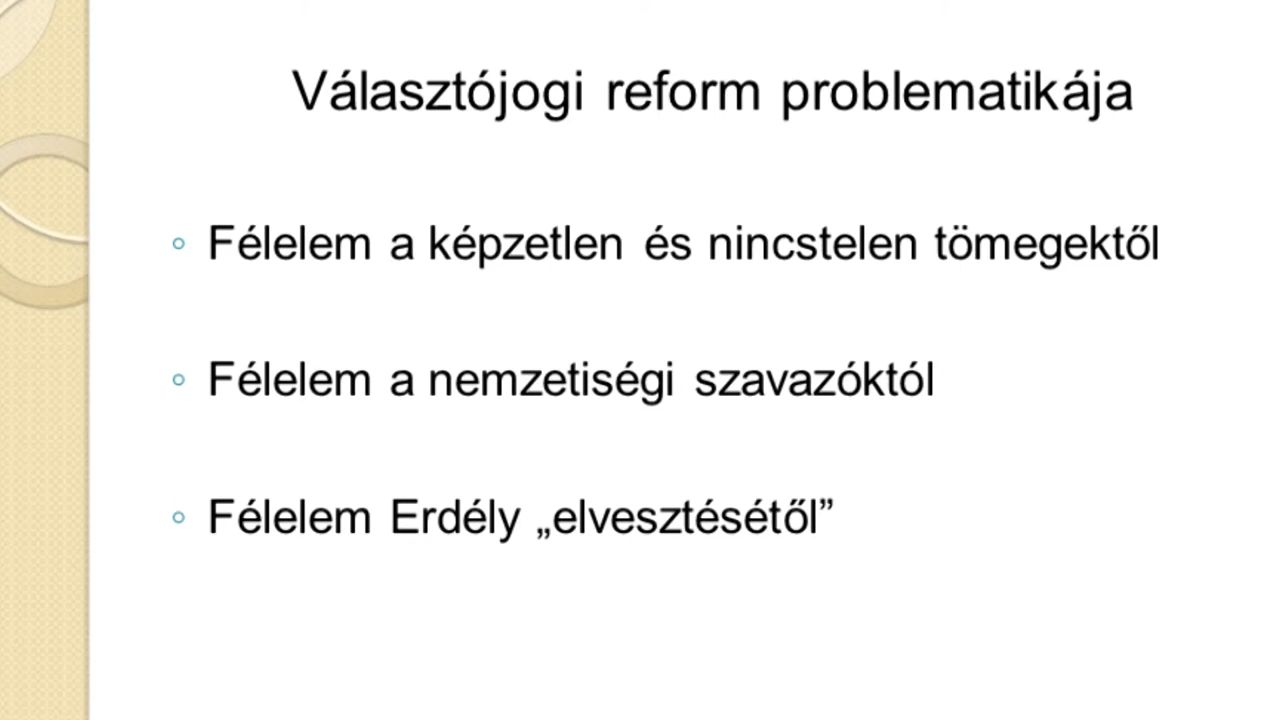 Választójogi reform problematikája
◦ Félelem a képzetlen és nincstelen tömegektől
◦ Félelem a nemzetiségi szavazóktól
◦ Félelem Erdély „elvesztésétől”